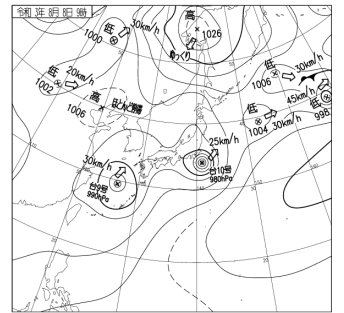 令和 3年 8月 8日 9時
低
30km/h
1000
高
1026
ゆっくり
低
20km/h
1002
高
ほとんど停滞
1006
低
1006
30km/h
45km/h
低
998
低
1004
30km/h
25km/h
台10号
980hPa
30km/h
台9号
990hPa